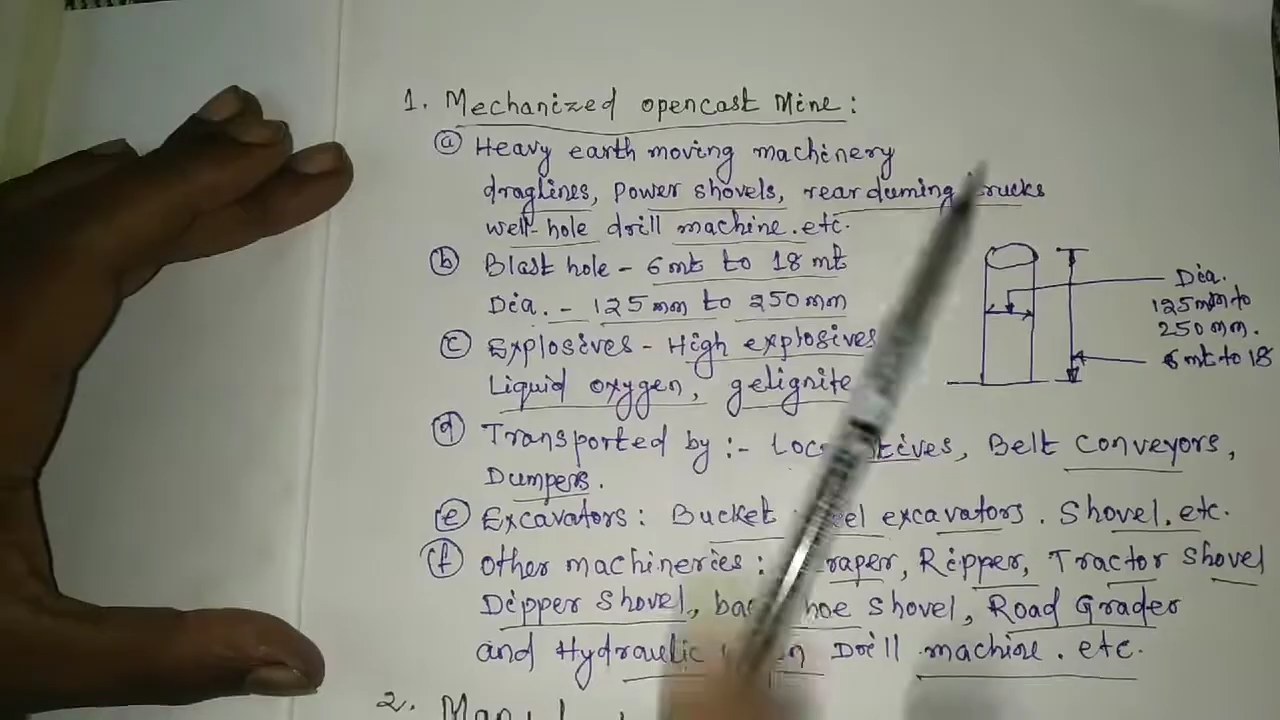 1. Mechanized opencast Mine:
(a) Heavy earth moving machinery
draglines, power shovels, rear duming trucks
well-hole drill machine. etc.
(b) Blast hole - 6mt to 18 mt
Dia. - 125mm to 250mm
(c) Explosives - High explosives
Liquid oxygen, gelignite
(d) Transported by :- Belt conveyors,
Dumpers.
(e) Excavators: Bucket excavators. Shovel. etc.
(f) other machineries: Ripper, Tractor shovel
Dipper shovel, shovel, Road Grader
and Hydraulic Drill machine. etc.
2.
Dia.
125mm to
250mm.
6mt to 18